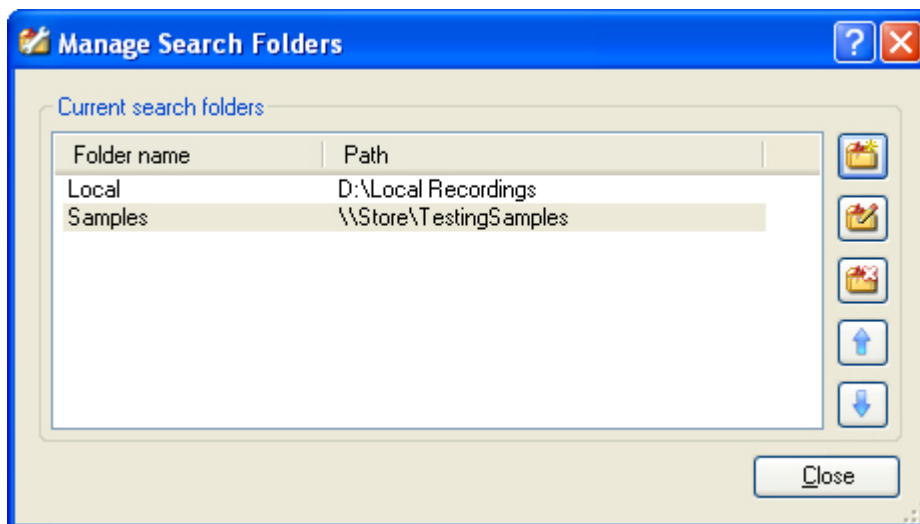 Manage Search Folders
Current search folders
Folder name Path
Local D:\Local Recordings
Samples \\Store\TestingSamples
Close